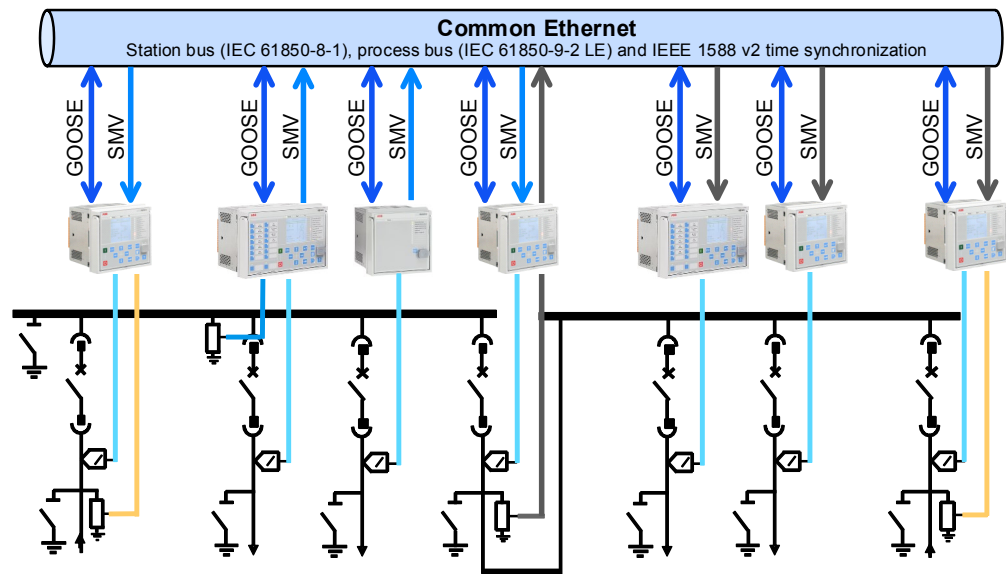 Common Ethernet
Station bus (IEC 61850-8-1), process bus (IEC 61850-9-2 LE) and IEEE 1588 v2 time synchronization
GOOSE
SMV
GOOSE
SMV
GOOSE
SMV
GOOSE
SMV
GOOSE
SMV
GOOSE
SMV
GOOSE
SMV